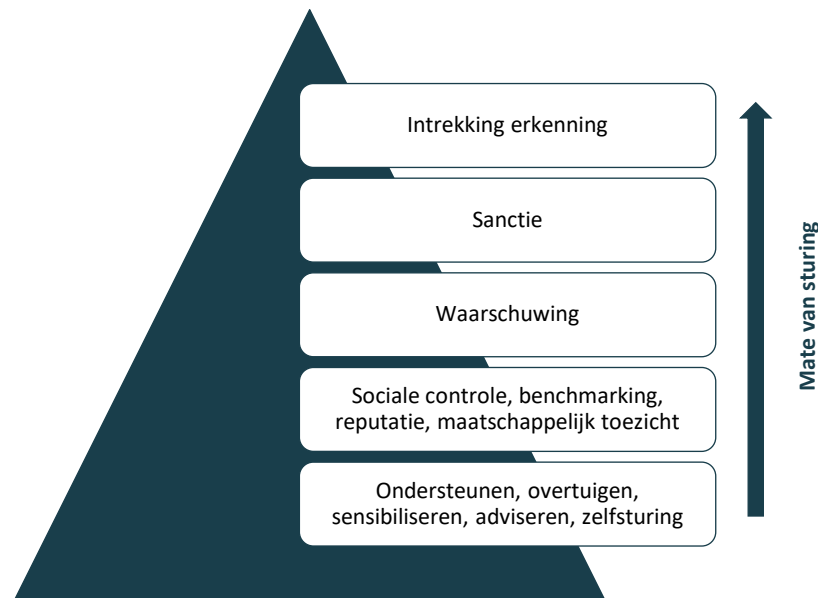 Intrekking erkenning
Sanctie
Waarschuwing
Sociale controle, benchmarking,
reputatie, maatschappelijk toezicht
Ondersteunen, overtuigen,
sensibiliseren, adviseren, zelfsturing
Mate van sturing